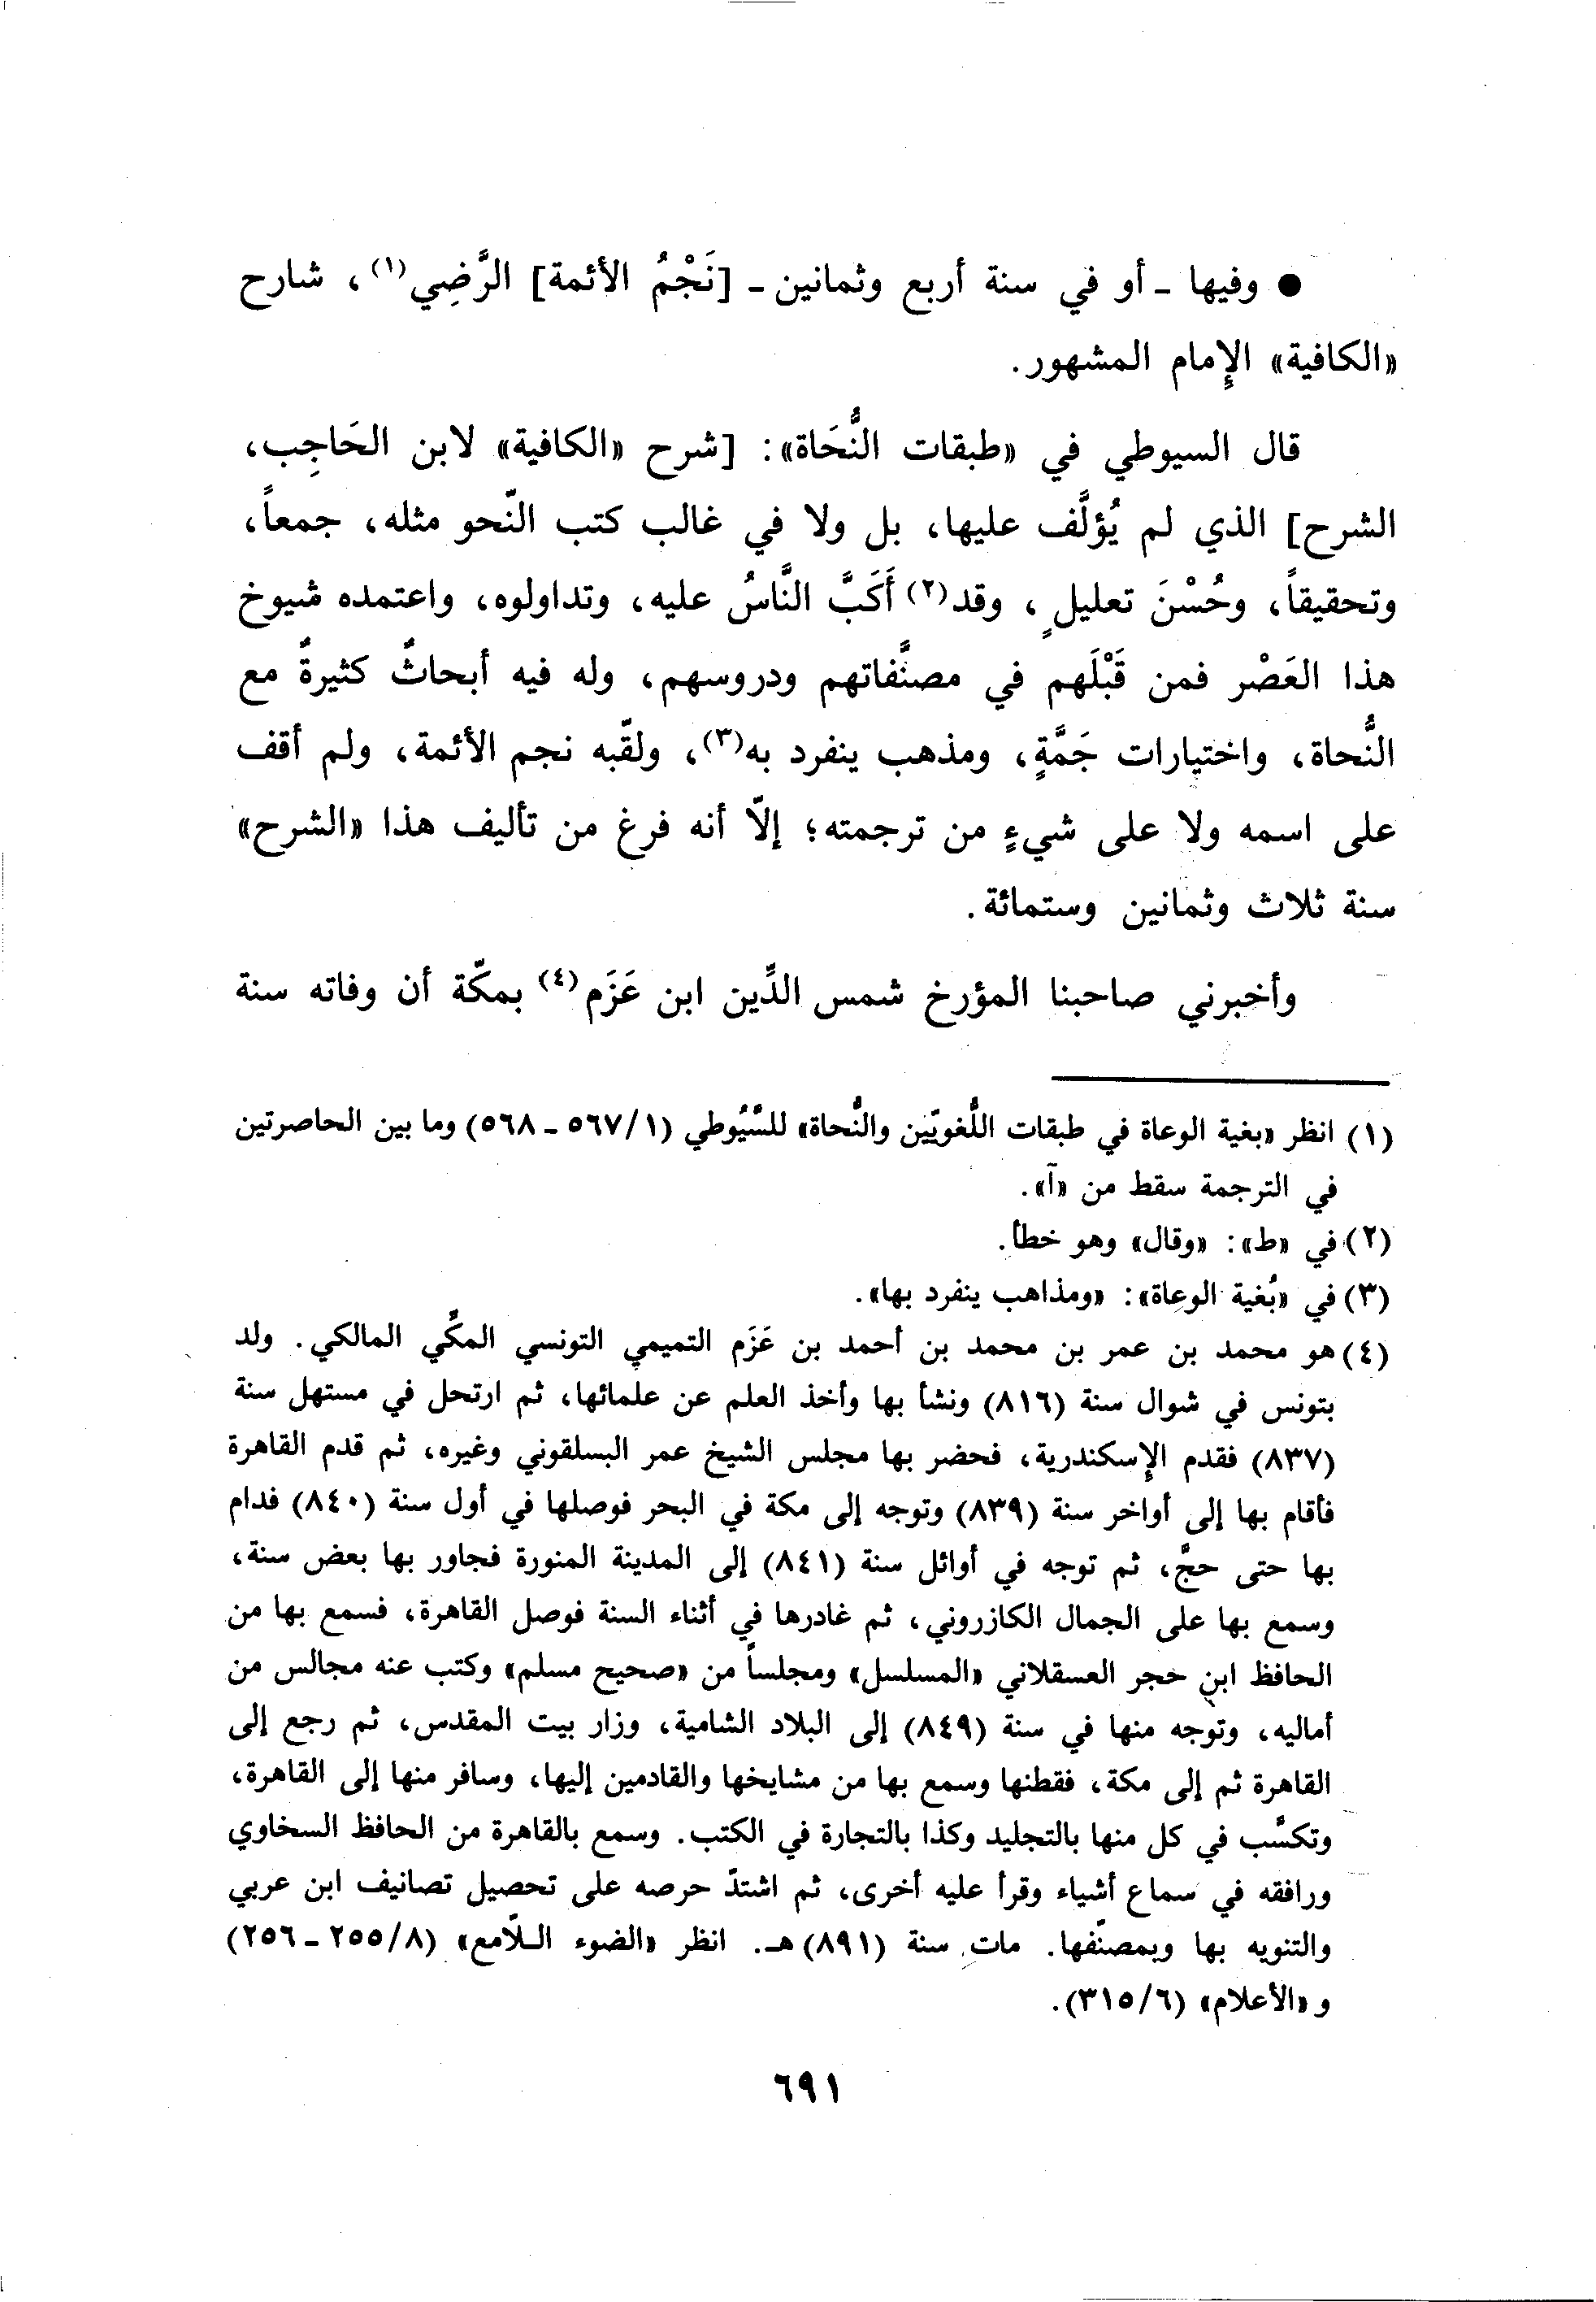 ● وفيها - أو في سنة أربع وثمانين - [نَجْمُ الأئمة] الرَّضِي(١)، شارح
«الكافية» الإِمام المشهور.
قال السيوطي في «طبقات النُّحَاة»: [شرح «الكافية» لابن الحَاجِب،
الشرح] الذي لم يُؤلَّف عليها، بل ولا في غالب كتب النّحو مثله، جمعاً،
وتحقيقاً، وحُسْنَ تعليلٍ، وقد(٢) أَكَبَّ النَّاسُ عليه، وتداولوه، واعتمده شيوخ
هذا العَصْر فمن قَبْلَهم في مصنَّفاتهم ودروسهم، وله فيه أبحاثٌ كثيرةٌ مع
النُّحاة، واختيارات جَمَّةٍ، ومذهب ينفرد به(٣)، ولقّبه نجم الأئمة، ولم أقف
على اسمه ولا على شيءٍ من ترجمته؛ إلّا أنه فرغ من تأليف هذا «الشرح»
سنة ثلاث وثمانين وستمائة.
وأخبرني صاحبنا المؤرخ شمس الدِّين ابن عَزَم(٤) بمكّة أن وفاته سنة
(١) انظر «بغية الوعاة في طبقات اللُّغويّين والنُّحاة» للسُّيُوطي (٥٦٧/١ - ٥٦٨) وما بين الحاصرتين
في الترجمة سقط من «آ».
(٢) في «ط»: «وقال» وهو خطأ.
(٣) في «بُغية الوعاة»: «ومذاهب ينفرد بها».
(٤) هو محمد بن عمر بن محمد بن أحمد بن عَزَم التميمي التونسي المكّي المالكي. ولد
بتونس في شوال سنة (٨١٦) ونشأ بها وأخذ العلم عن علمائها، ثم ارتحل في مستهل سنة
(٨٣٧) فقدم الإِسكندرية، فحضر بها مجلس الشيخ عمر البسلقوني وغيره، ثم قدم القاهرة
فأقام بها إلى أواخر سنة (٨٣٩) وتوجه إلى مكة في البحر فوصلها في أول سنة (٨٤٠) فدام
بها حتى حجَّ، ثم توجه في أوائل سنة (٨٤١) إلى المدينة المنورة فجاور بها بعض سنة،
وسمع بها على الجمال الكازروني، ثم غادرها في أثناء السنة فوصل القاهرة، فسمع بها من
الحافظ ابن حجر العسقلاني «المسلسل» ومجلساً من «صحيح مسلم» وكتب عنه مجالس من
أماليه، وتوجه منها في سنة (٨٤٩) إلى البلاد الشامية، وزار بيت المقدس، ثم رجع إلى
القاهرة ثم إلى مكة، فقطنها وسمع بها من مشايخها والقادمين إليها، وسافر منها إلى القاهرة،
وتكسَّب في كل منها بالتجليد وكذا بالتجارة في الكتب. وسمع بالقاهرة من الحافظ السخاوي
ورافقه في سماع أشياء وقرأ عليه أخرى، ثم اشتدّ حرصه على تحصيل تصانيف ابن عربي
والتنويه بها وبمصنّفها. مات سنة (٨٩١) هـ. انظر «الضوء اللّامع» (٢٥٥/٨ - ٢٥٦)
و«الأعلام» (٣١٥/٦).
٦٩١